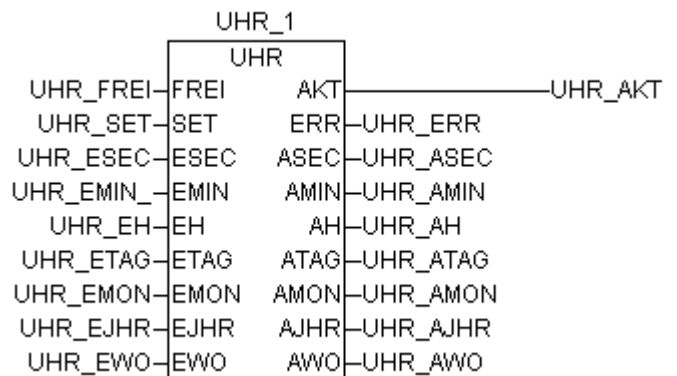 UHR_1
UHR
UHR_FREI FREI AKT UHR_AKT
UHR_SET SET ERR UHR_ERR
UHR_ESEC ESEC ASEC UHR_ASEC
UHR_EMIN_ EMIN AMIN UHR_AMIN
UHR_EH EH AH UHR_AH
UHR_ETAG ETAG ATAG UHR_ATAG
UHR_EMON EMON AMON UHR_AMON
UHR_EJHR EJHR AJHR UHR_AJHR
UHR_EWO EWO AWO UHR_AWO